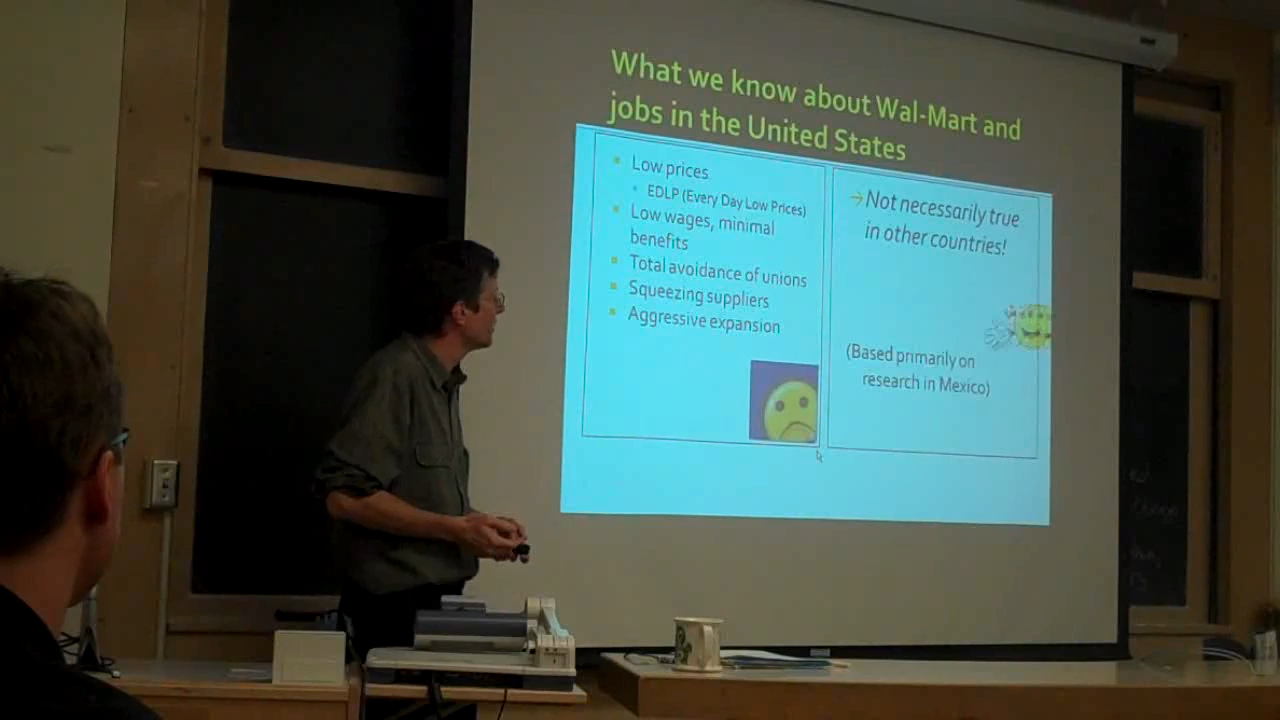 What we know about Wal-Mart and
jobs in the United States
Low prices
EDLP (Every Day Low Prices)
Low wages, minimal
benefits
Total avoidance of unions
Squeezing suppliers
Aggressive expansion
→Not necessarily true
in other countries!
(Based primarily on
research in Mexico)